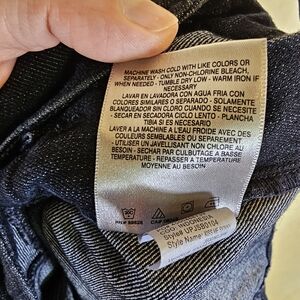 MACHINE WASH COLD WITH LIKE COLORS OR
SEPARATELY - ONLY NON-CHLORINE BLEACH,
WHEN NEEDED - TUMBLE DRY LOW - WARM IRON IF
NECESSARY
LAVAR EN LAVADORA CON AGUA FRIA CON
COLORES SIMILARES O SEPARADO - SOLAMENTE
BLANQUEADOR SIN CLORO CUANDO SE NECESITE
- SECAR EN SECADORA CICLO LENTO - PLANCHA
TIBIA SI ES NECESARIO
LAVER A LA MACHINE A L'EAU FROIDE AVEC DES
COULEURS SEMBLABLES OU SEPAREMENT
- UTILISER UN JAVELLISANT NON CHLORE AU
BESOIN - SECHAR PAR CULBUTAGE A BASSE
TEMPERATURE - REPASSER A TEMPERATURE
MOYENNE AU BESOIN
INDONESIA
Style# UPJBB0104
Style Name: